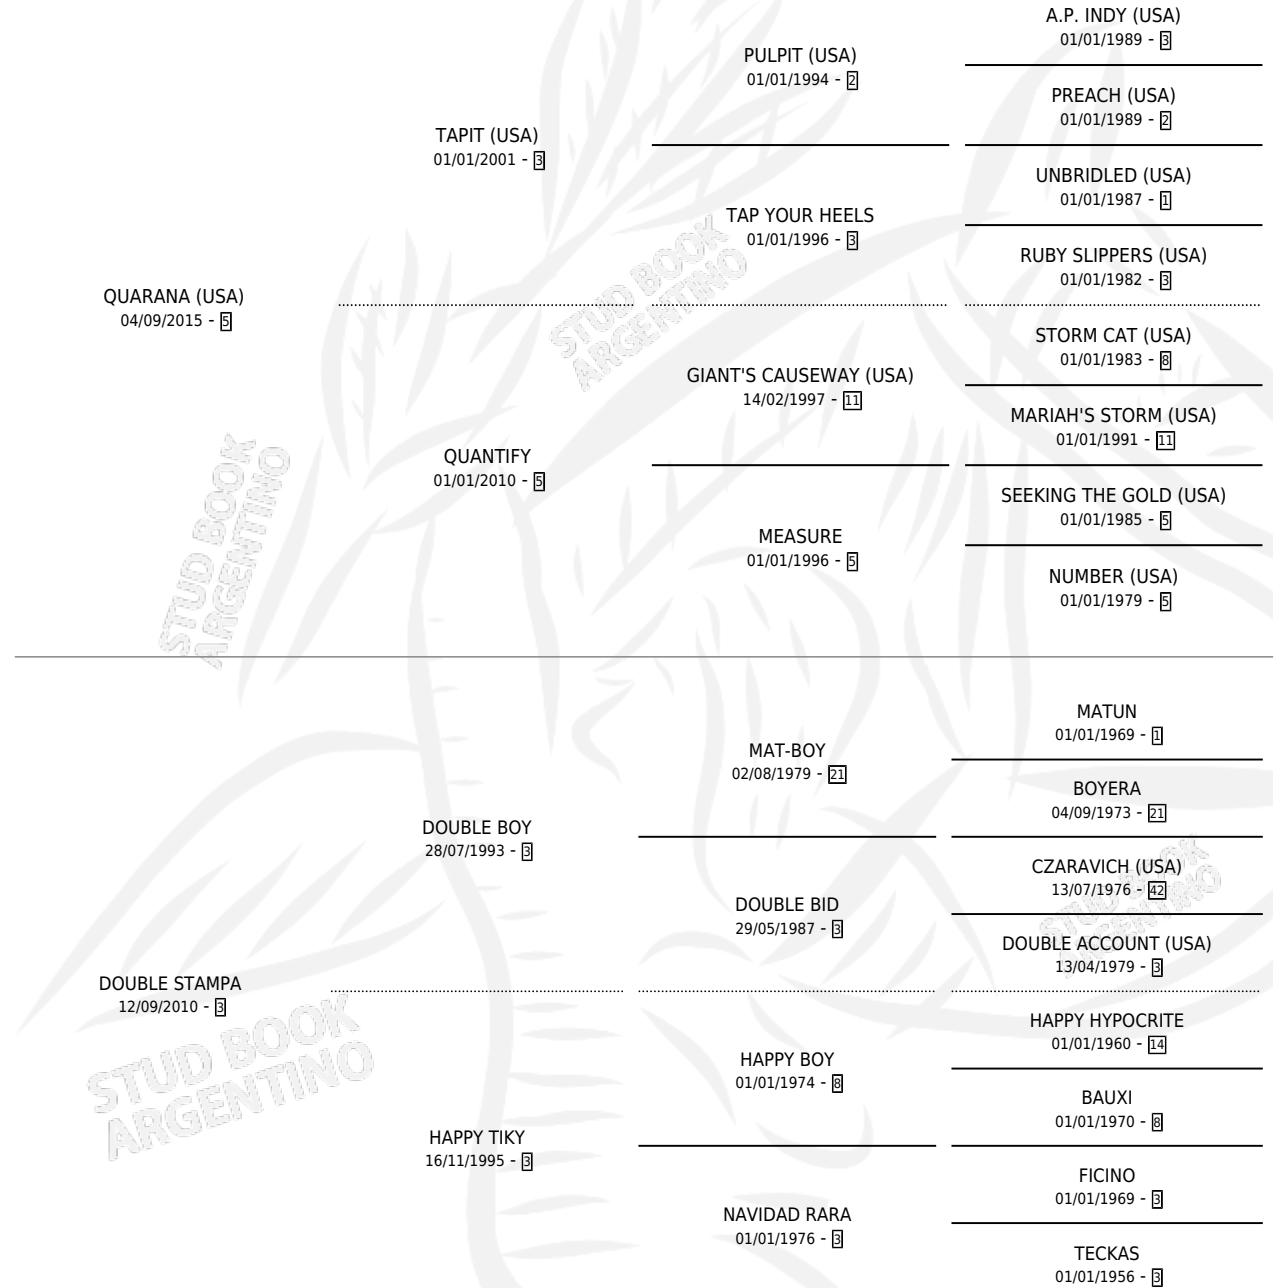 A.P. INDY (USA)
01/01/1989 - 3
PULPIT (USA)
01/01/1994 - 2
PREACH (USA)
01/01/1989 - 2
TAPIT (USA)
01/01/2001 - 3
UNBRIDLED (USA)
01/01/1987 - 1
TAP YOUR HEELS
01/01/1996 - 3
RUBY SLIPPERS (USA)
01/01/1982 - 3
QUARANA (USA)
04/09/2015 - 5
STORM CAT (USA)
01/01/1983 - 8
GIANT'S CAUSEWAY (USA)
14/02/1997 - 11
MARIAH'S STORM (USA)
01/01/1991 - 11
QUANTIFY
01/01/2010 - 5
SEEKING THE GOLD (USA)
01/01/1985 - 5
MEASURE
01/01/1996 - 5
NUMBER (USA)
01/01/1979 - 5
MATUN
01/01/1969 - 1
MAT-BOY
02/08/1979 - 21
BOYERA
04/09/1973 - 21
DOUBLE BOY
28/07/1993 - 3
CZARAVICH (USA)
13/07/1976 - 42
DOUBLE BID
29/05/1987 - 3
DOUBLE ACCOUNT (USA)
13/04/1979 - 3
DOUBLE STAMPA
12/09/2010 - 3
HAPPY HYPOCRITE
01/01/1960 - 14
HAPPY BOY
01/01/1974 - 8
BAUXI
01/01/1970 - 8
HAPPY TIKY
16/11/1995 - 3
FICINO
01/01/1969 - 3
NAVIDAD RARA
01/01/1976 - 3
TECKAS
01/01/1956 - 3
STUD BOOK
ARGENTINO
STUD BOOK
ARGENTINO
STUD BOOK
ARGENTINO
STUD BOOK
ARGENTINO